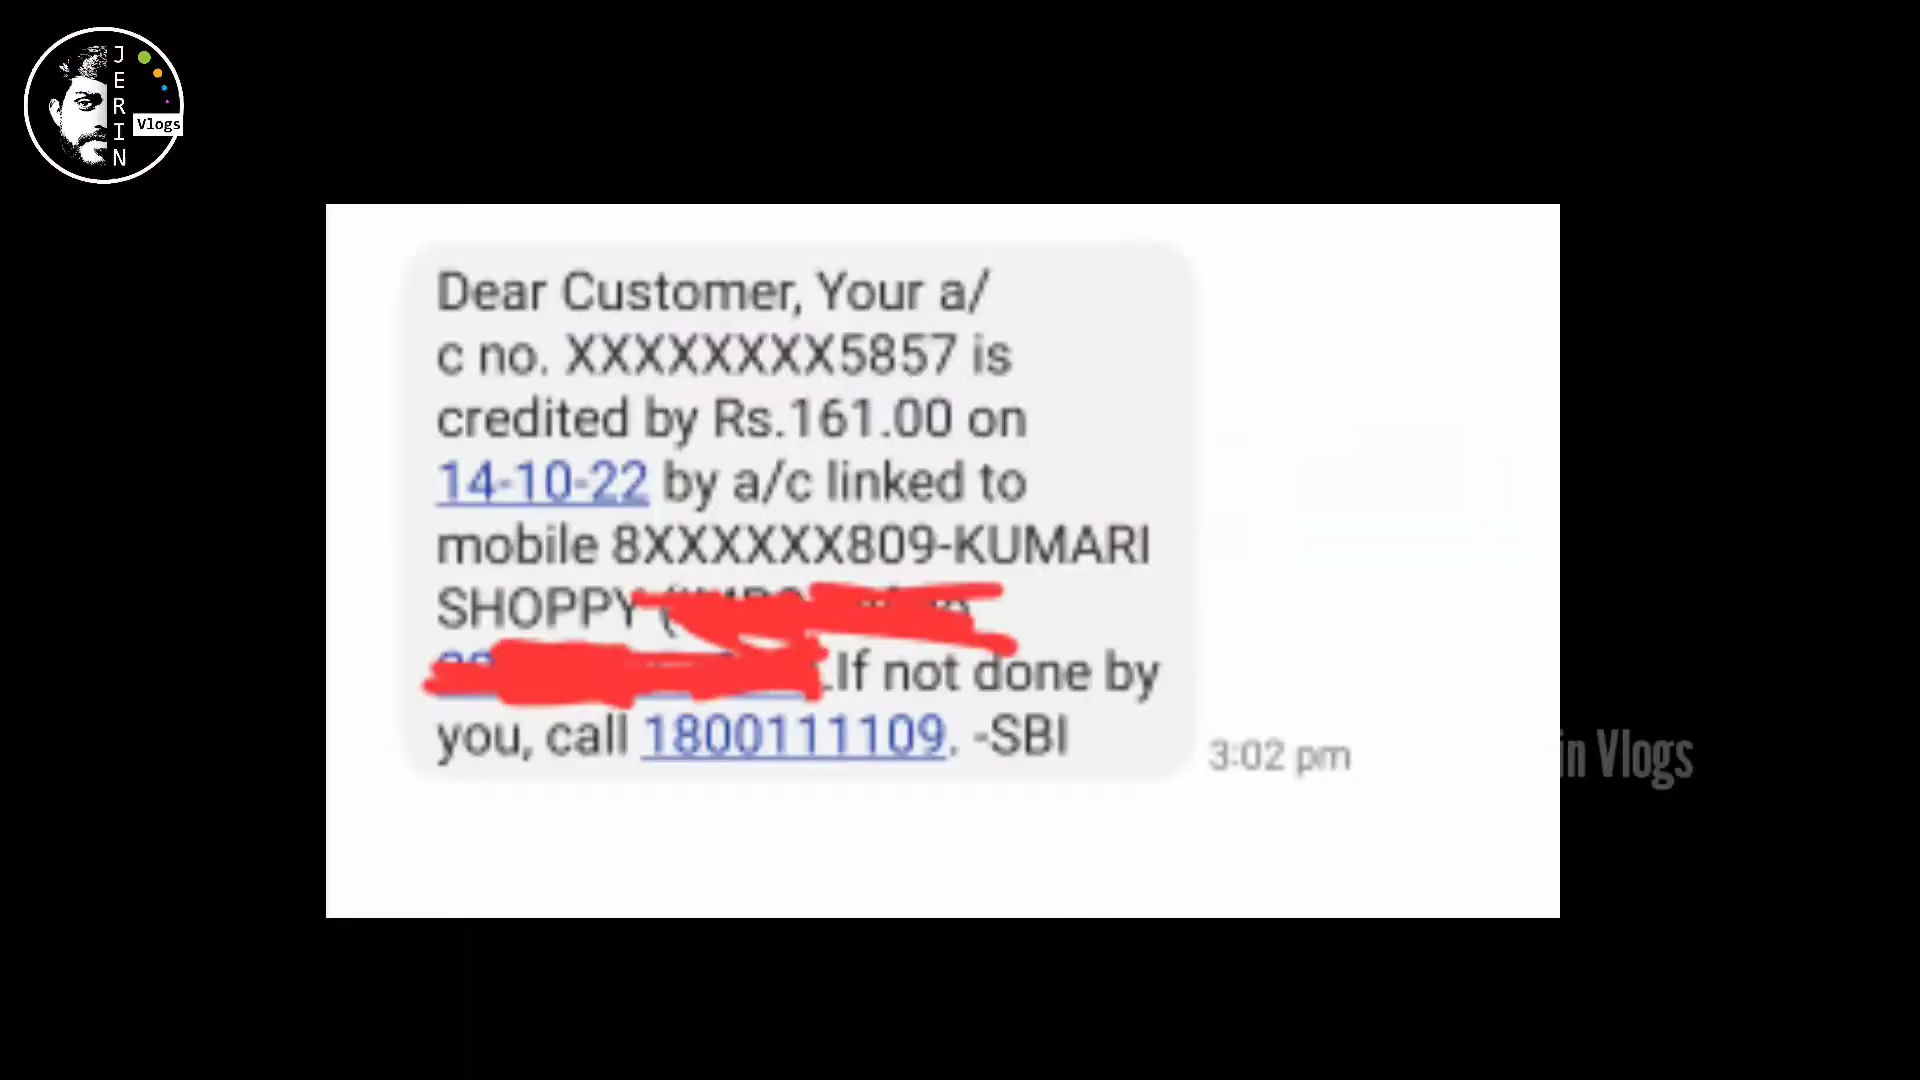 JERIN
Vlogs
Dear Customer, Your a/
c no. XXXXXXXX5857 is
credited by Rs.161.00 on
14-10-22 by a/c linked to
mobile 8XXXXXX809-KUMARI
SHOPPY (
.If not done by
you, call 1800111109. -SBI
3:02 pm
in Vlogs